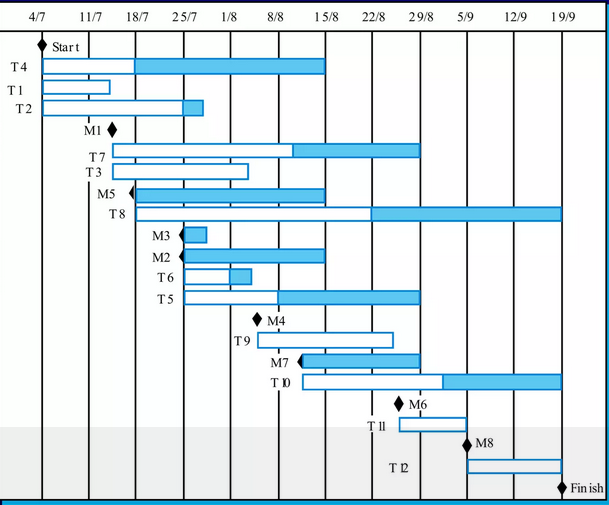 4/7 11/7 18/7 25/7 1/8 8/8 15/8 22/8 29/8 5/9 12/9 19/9
Start
T4
T1
T2
M1
T7
T3
M5
T8
M3
M2
T6
T5
M4
T9
M7
T10
M6
T11
M8
T12
Finish